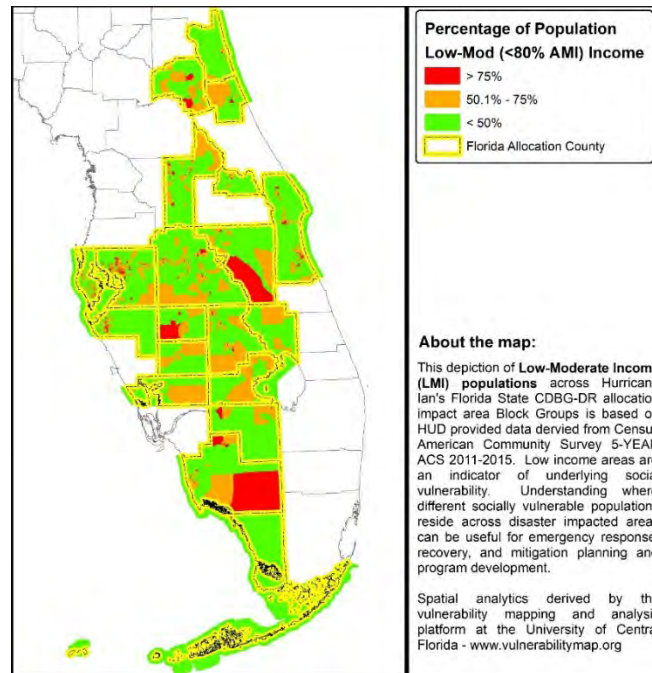 Percentage of Population
Low-Mod (<80% AMI) Income
> 75%
50.1% - 75%
< 50%
Florida Allocation County
About the map:
This depiction of Low-Moderate Incom
(LMI) populations across Hurrican
Ian's Florida State CDBG-DR allocatio
impact area Block Groups is based o
HUD provided data dervied from Censu
American Community Survey 5-YEAR
ACS 2011-2015. Low income areas ar
an indicator of underlying socia
vulnerability. Understanding wher
different socially vulnerable population
reside across disaster impacted area
can be useful for emergency response
recovery, and mitigation planning an
program development.
Spatial analytics derived by th
vulnerability mapping and analysi
platform at the University of Centra
Florida - www.vulnerabilitymap.org